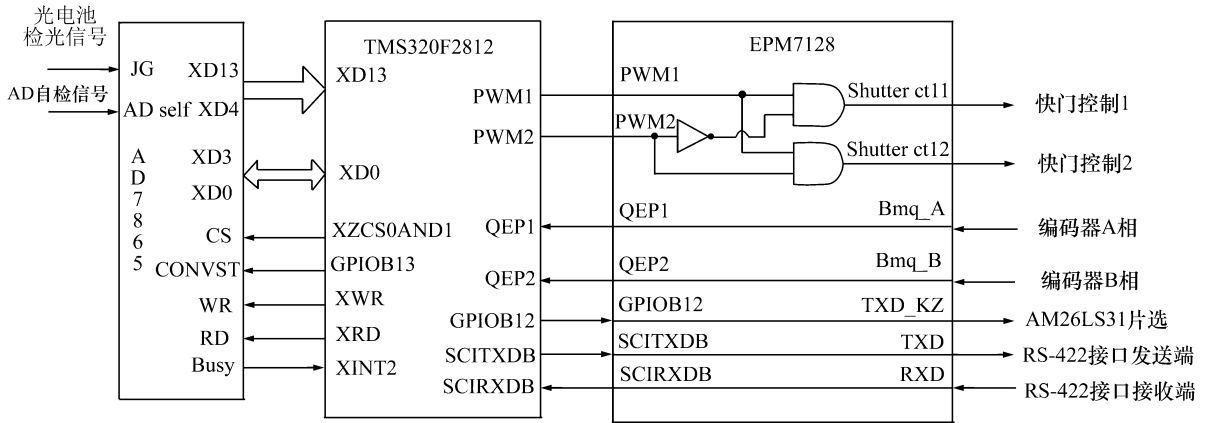 光电池
检光信号
AD自检信号
JG
XD13
AD self XD4
XD3
XD0
CS
CONVST
WR
RD
Busy
AD7865
TMS320F2812
XD13
XD0
XZCS0AND1
GPIOB13
XWR
XRD
XINT2
PWM1
PWM2
QEP1
QEP2
GPIOB12
SCITXDB
SCIRXDB
EPM7128
PWM1
PWM2
QEP1
QEP2
GPIOB12
SCITXDB
SCIRXDB
Shutter ct11
Shutter ct12
Bmq_A
Bmq_B
TXD_KZ
TXD
RXD
快门控制1
快门控制2
编码器A相
编码器B相
AM26LS31片选
RS-422接口发送端
RS-422接口接收端